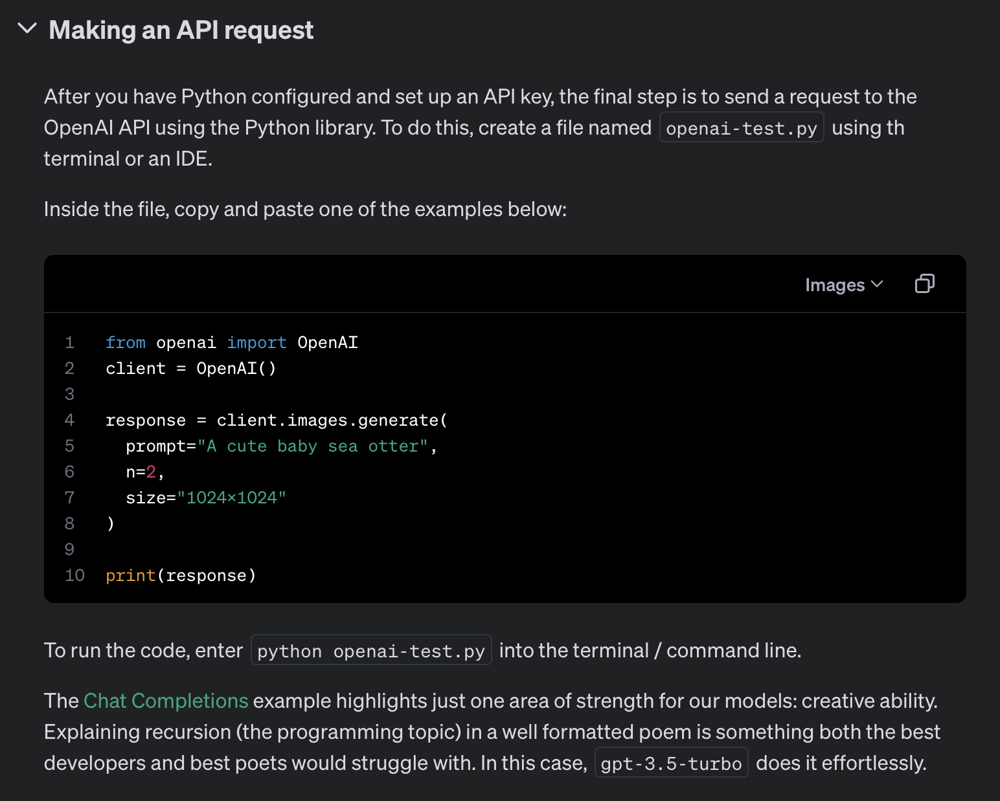 Making an API request
After you have Python configured and set up an API key, the final step is to send a request to the
OpenAI API using the Python library. To do this, create a file named openai-test.py using th
terminal or an IDE.
Inside the file, copy and paste one of the examples below:
Images
1 from openai import OpenAI
2 client = OpenAI()
3
4 response = client.images.generate(
5   prompt="A cute baby sea otter",
6   n=2,
7   size="1024x1024"
8 )
9
10 print(response)
To run the code, enter python openai-test.py into the terminal / command line.
The Chat Completions example highlights just one area of strength for our models: creative ability.
Explaining recursion (the programming topic) in a well formatted poem is something both the best
developers and best poets would struggle with. In this case, gpt-3.5-turbo does it effortlessly.